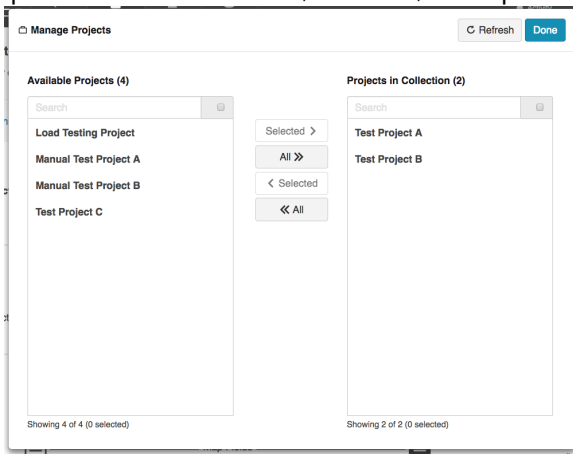 Manage Projects
Refresh
Done
Available Projects (4)
Search
Load Testing Project
Manual Test Project A
Manual Test Project B
Test Project C
Showing 4 of 4 (0 selected)
Selected
All
Selected
All
Projects in Collection (2)
Search
Test Project A
Test Project B
Showing 2 of 2 (0 selected)